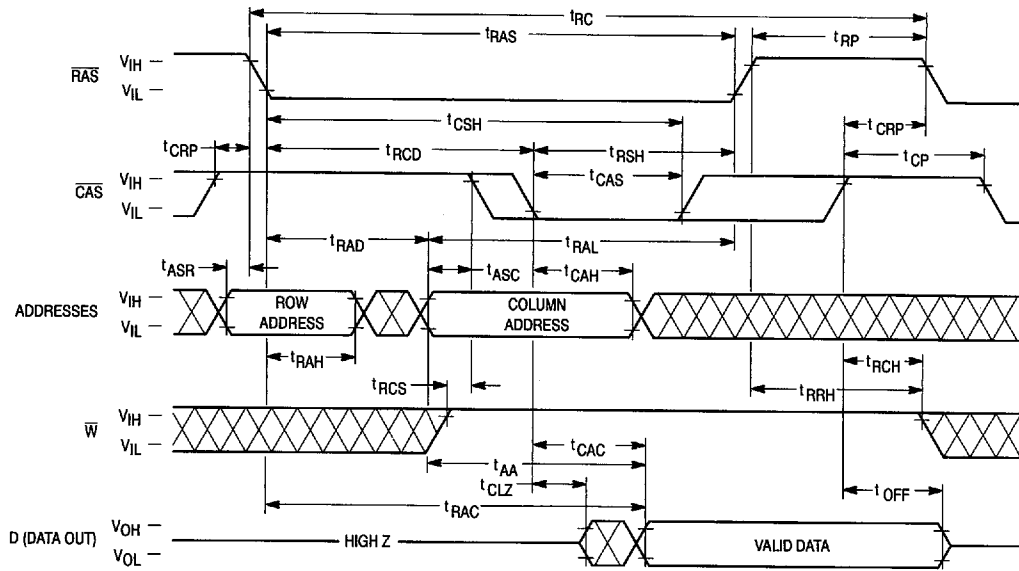 tRC
tRAS
tRP
RAS
VIH
VIL
tCSH
tCRP
tCRP
tRCD
tRSH
tCP
CAS
VIH
VIL
tCAS
tRAD
tRAL
tASR
tASC
tCAH
ADDRESSES
VIH
VIL
ROW
ADDRESS
COLUMN
ADDRESS
tRAH
tRCH
tRCS
tRRH
W
VIH
VIL
tCAC
tAA
tCLZ
tOFF
tRAC
D (DATA OUT)
VOH
VOL
HIGH Z
VALID DATA